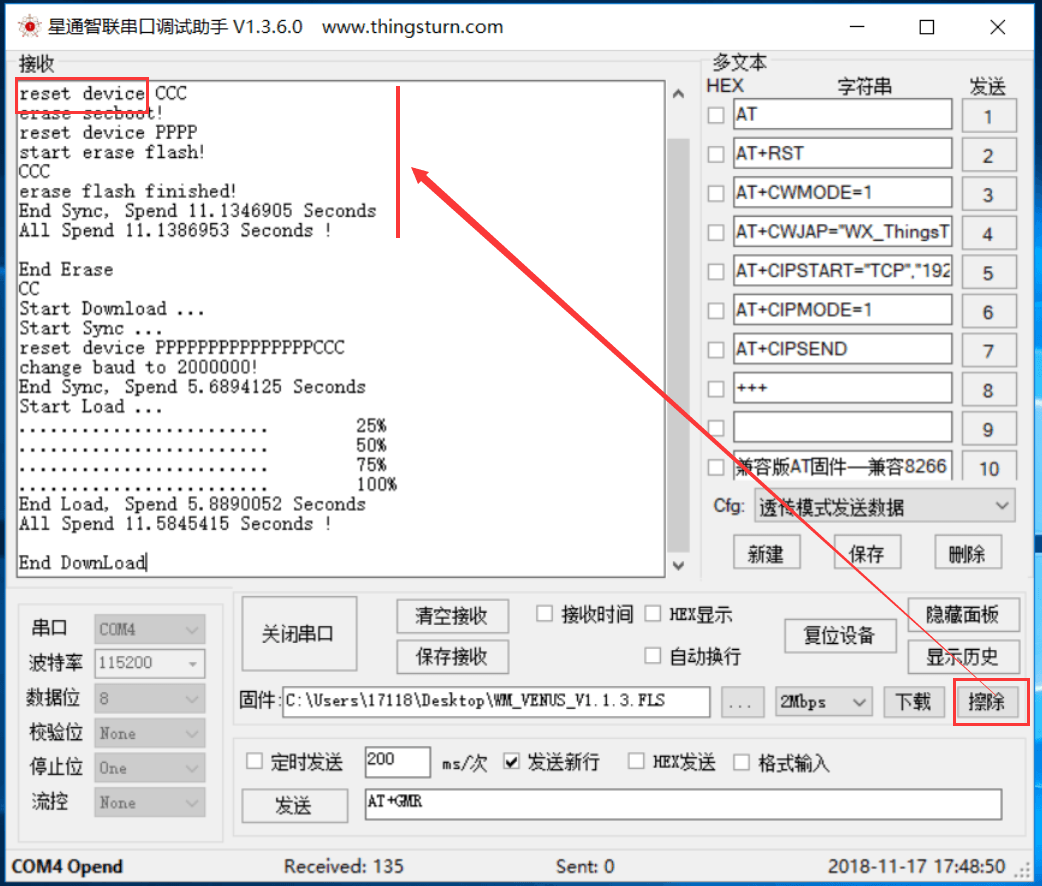 星通智联串口调试助手 V1.3.6.0 www.thingsturn.com
接收
reset device CCC
erase secboot!
reset device PPPP
start erase flash!
CCC
erase flash finished!
End Sync, Spend 11.1346905 Seconds
All Spend 11.1386953 Seconds !
End Erase
CC
Start Download ...
Start Sync ...
reset device PPPPPPPPPPPPPPPCCC
change baud to 2000000!
End Sync, Spend 5.6894125 Seconds
Start Load ...
........................ 25%
........................ 50%
........................ 75%
........................ 100%
End Load, Spend 5.8890052 Seconds
All Spend 11.5845415 Seconds !
End DownLoad
多文本
HEX 字符串 发送
AT 1
AT+RST 2
AT+CWMODE=1 3
AT+CWJAP="WX_ThingsT 4
AT+CIPSTART="TCP","192 5
AT+CIPMODE=1 6
AT+CIPSEND 7
+++ 8
9
兼容版AT固件—兼容8266 10
Cfg: 透传模式发送数据
新建 保存 删除
串口 COM4
波特率 115200
数据位 8
校验位 None
停止位 One
流控 None
关闭串口
清空接收
保存接收
接收时间 HEX显示
自动换行
复位设备
隐藏面板
显示历史
固件: C:\Users\17118\Desktop\WM_VENUS_V1.1.3.FLS ... 2Mbps 下载 擦除
定时发送 200 ms/次 发送新行 HEX发送 格式输入
发送 AT+GMR
COM4 Opend Received: 135 Sent: 0 2018-11-17 17:48:50